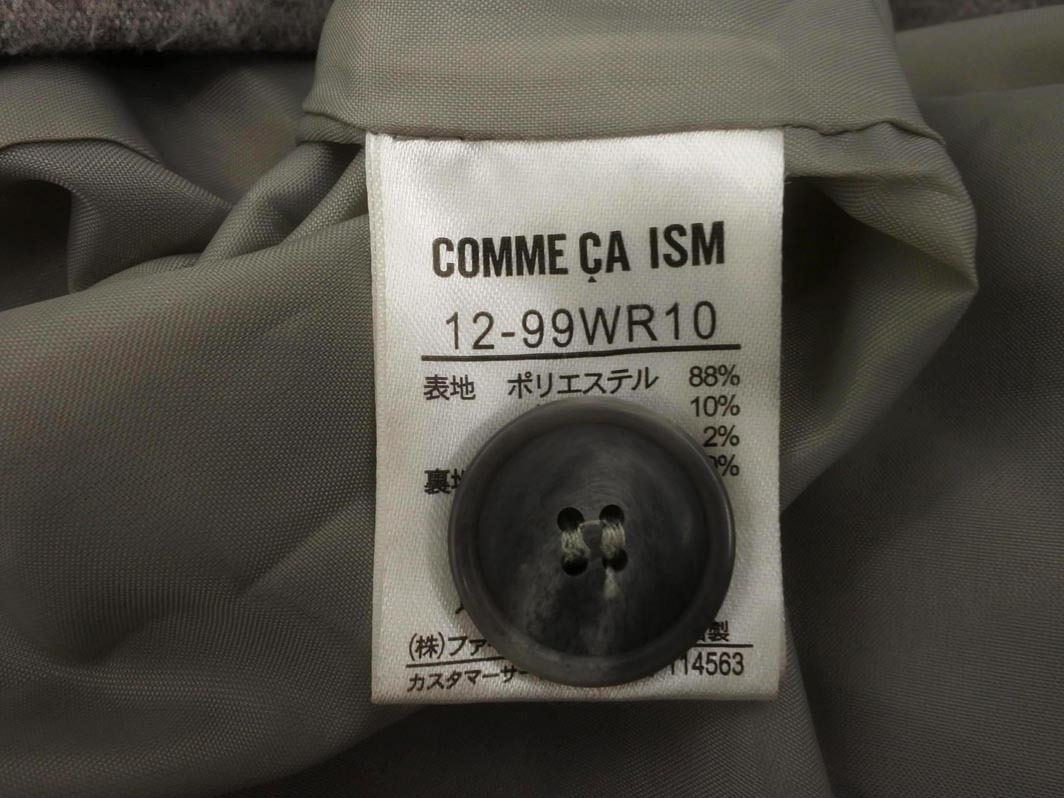 COMME ÇA ISM
12-99WR10
表地 ポリエステル 88%
10%
2%
裏地
(株)ファ
製
カスタマーサー 114563